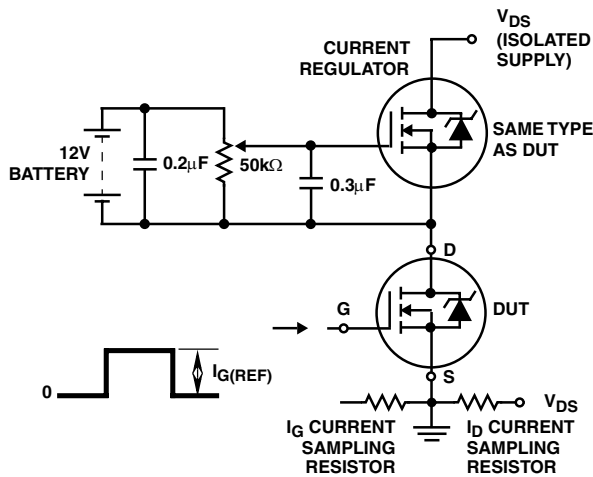 V_DS
(ISOLATED
SUPPLY)
CURRENT
REGULATOR
SAME TYPE
AS DUT
12V
BATTERY
0.2µF
50kΩ
0.3µF
D
G
DUT
0
I_G(REF)
S
V_DS
I_G CURRENT
SAMPLING
RESISTOR
I_D CURRENT
SAMPLING
RESISTOR